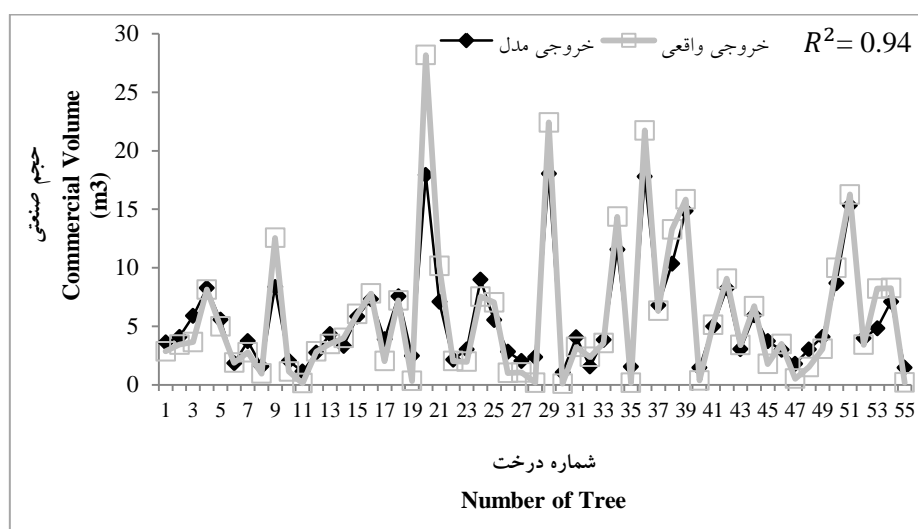 خروجی مدل خروجی واقعی R²= 0.94
30
25
20
15
10
5
0
حجم صنعتی
Commercial Volume
(m3)
1 3 5 7 9 11 13 15 17 19 21 23 25 27 29 31 33 35 37 39 41 43 45 47 49 51 53 55
شماره درخت
Number of Tree